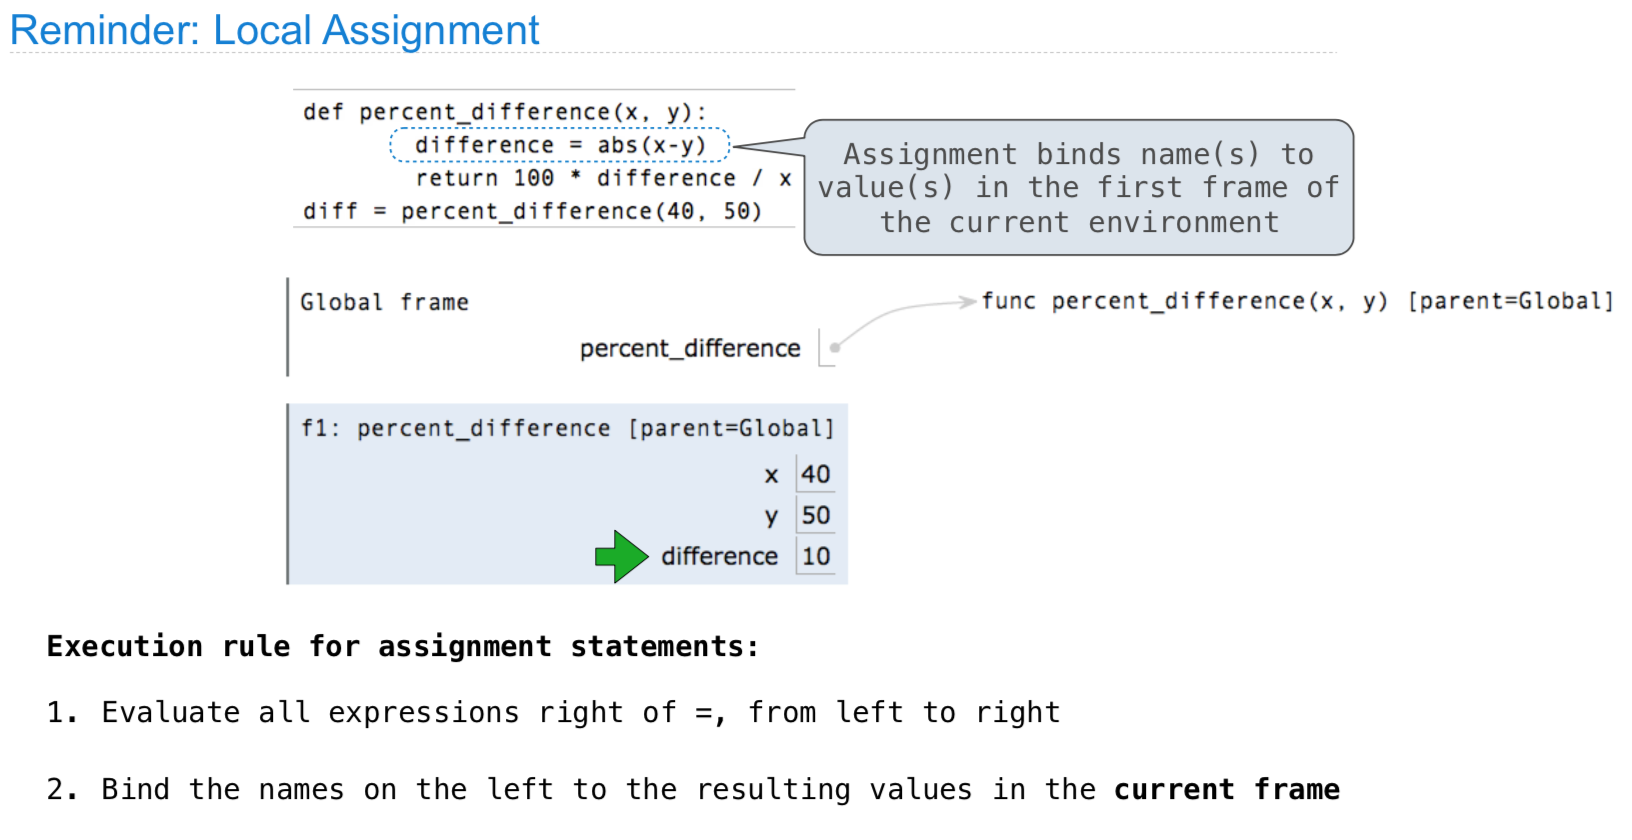 Reminder: Local Assignment
def percent_difference(x, y):
difference = abs(x-y)
return 100 * difference / x
diff = percent_difference(40, 50)
Assignment binds name(s) to
value(s) in the first frame of
the current environment
Global frame
func percent_difference(x, y) [parent=Global]
percent_difference
f1: percent_difference [parent=Global]
x 40
y 50
difference 10
Execution rule for assignment statements:
1. Evaluate all expressions right of =, from left to right
2. Bind the names on the left to the resulting values in the current frame